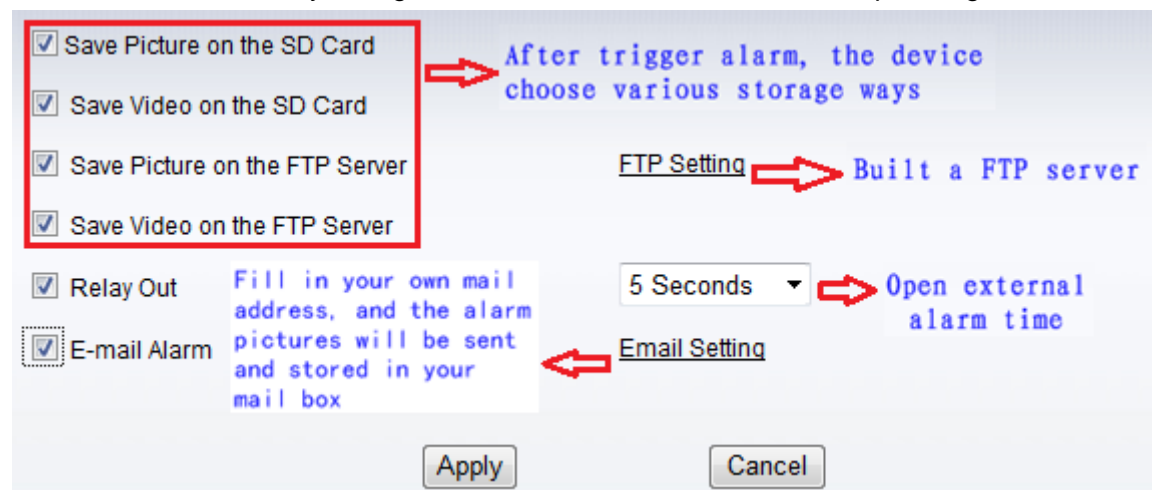 Save Picture on the SD Card
After trigger alarm, the device
choose various storage ways
Save Video on the SD Card
Save Picture on the FTP Server
FTP Setting
Built a FTP server
Save Video on the FTP Server
Relay Out
Fill in your own mail
address, and the alarm
pictures will be sent
and stored in your
mail box
5 Seconds
Open external
alarm time
E-mail Alarm
Email Setting
Apply
Cancel